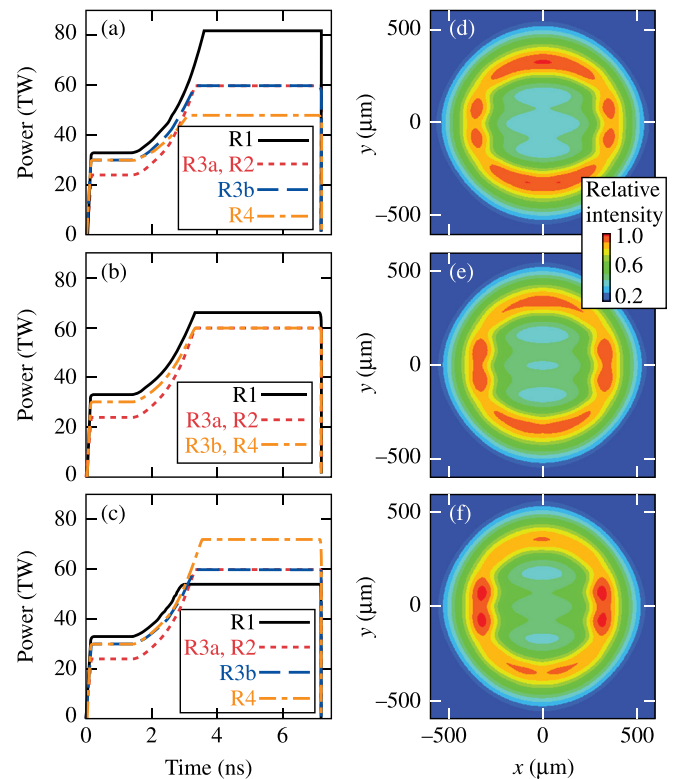 (a)
Power (TW)
80
60
40
20
0
R1
R3a, R2
R3b
R4
(d)
y (μm)
500
0
–500
Relative
intensity
1.0
0.6
0.2
(b)
Power (TW)
80
60
40
20
0
R1
R3a, R2
R3b, R4
(e)
y (μm)
500
0
–500
(c)
Power (TW)
80
60
40
20
0
R1
R3a, R2
R3b
R4
0
2
4
6
Time (ns)
(f)
y (μm)
500
0
–500
–500
0
500
x (μm)